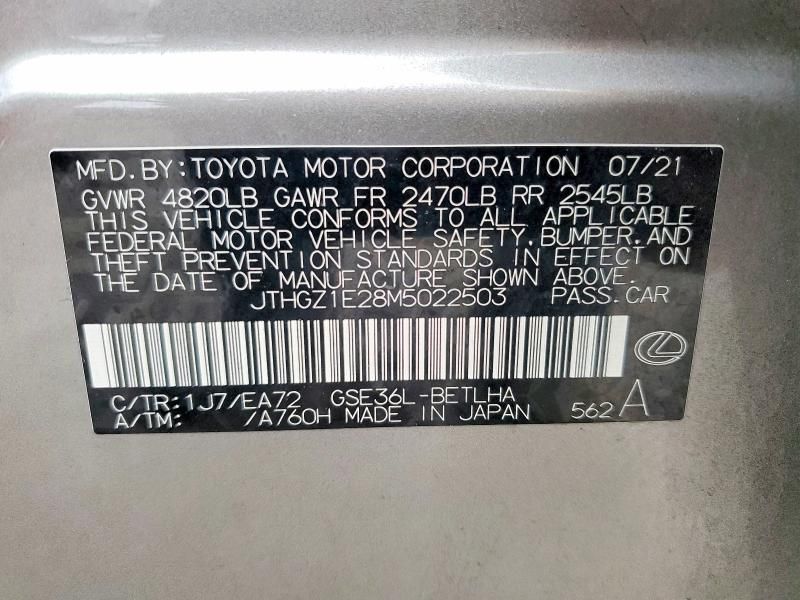 MFD. BY: TOYOTA MOTOR CORPORATION 07/21
GVWR 4820LB GAWR FR 2470LB RR 2545LB
THIS VEHICLE CONFORMS TO ALL APPLICABLE
FEDERAL MOTOR VEHICLE SAFETY, BUMPER, AND
THEFT PREVENTION STANDARDS IN EFFECT ON
THE DATE OF MANUFACTURE SHOWN ABOVE.
JTHGZ1E28M5022503 PASS. CAR
C/TR: 1J7/EA72 GSE36L-BETLHA
A/TM: /A760H MADE IN JAPAN 562 A